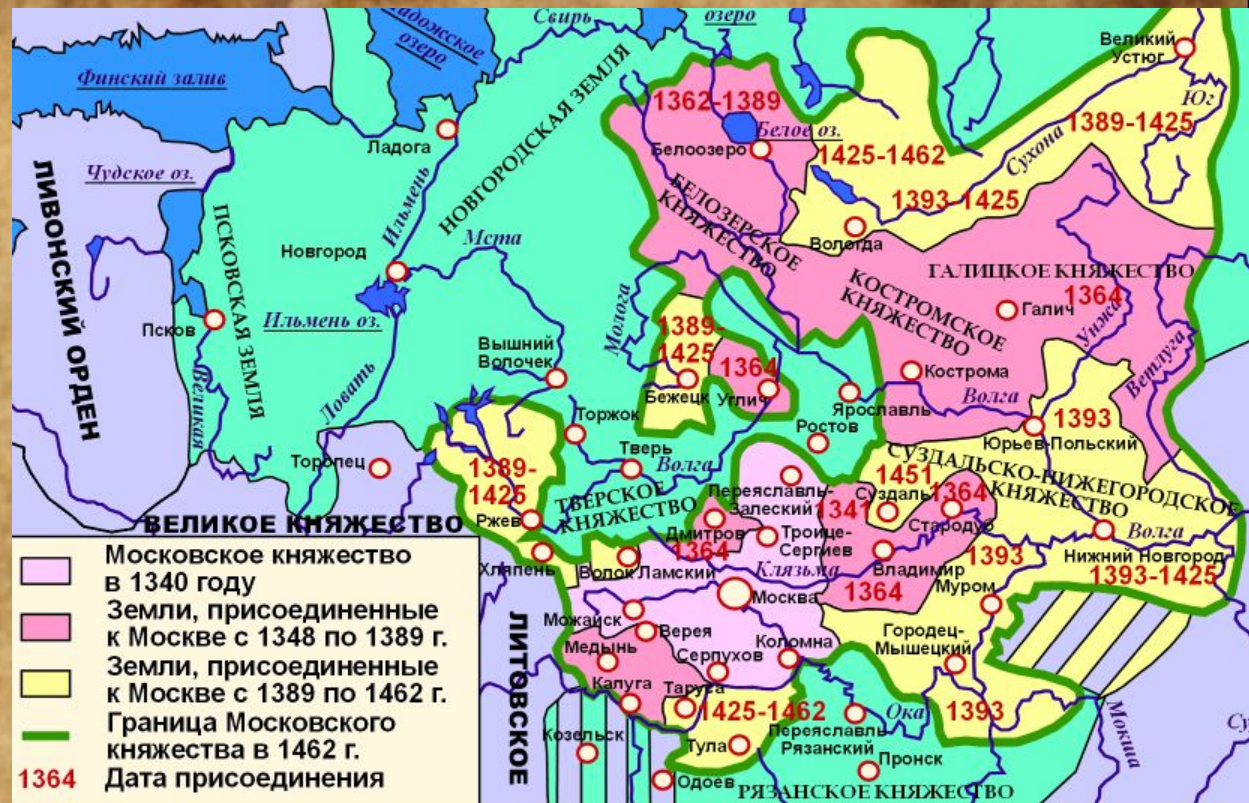 Ладожское
озеро
Свирь
озеро
Великий
Устюг
Финский залив
Юг
1362-1389
1389-1425
Ладога
Белое оз.
Сухона
Белоозеро
1425-1462
Чудское оз.
НОВГОРОДСКАЯ ЗЕМЛЯ
ЛИВОНСКИЙ ОРДЕН
Ильмень
БЕЛОЗЕРСКОЕ
КНЯЖЕСТВО
1393-1425
ПСКОВСКАЯ ЗЕМЛЯ
Мста
Вологда
Новгород
ГАЛИЦКОЕ КНЯЖЕСТВО
1364
КОСТРОМСКОЕ
КНЯЖЕСТВО
Галич
Псков
Ильмень оз.
Молога
1389-
1425
Унжа
Вышний
Волочек
Ветлуга
Великая
Ловать
1364
Кострома
Бежецк
Углич
Ярославль
Волга
Торжок
Ростов
1393
Юрьев-Польский
Торопец
Тверь
Волга
1389-
1425
1451
СУЗДАЛЬСКО-НИЖЕГОРОДСКОЕ
КНЯЖЕСТВО
ТВЕРСКОЕ
КНЯЖЕСТВО
Переяславль-
Залеский
Суздаль
1364
1341
Ржев
Дмитров
Стародуб
Волга
ВЕЛИКОЕ КНЯЖЕСТВО
Троице-
Сергиев
1364
Нижний Новгород
1393
1393-1425
Хляпень
Волок Ламский
Клязьма
Владимир
1364
Муром
Москва
Можайск
Верея
Коломна
Городец-
Мышецкий
Медынь
Серпухов
ЛИТОВСКОЕ
Калуга
Таруса
1425-1462
Ока
1393
Переяславль
Рязанский
Мокша
Су
Козельск
Тула
Пронск
Одоев
РЯЗАНСКОЕ КНЯЖЕСТВО
Московское княжество
в 1340 году
Земли, присоединенные
к Москве с 1348 по 1389 г.
Земли, присоединенные
к Москве с 1389 по 1462 г.
Граница Московского
княжества в 1462 г.
1364 Дата присоединения